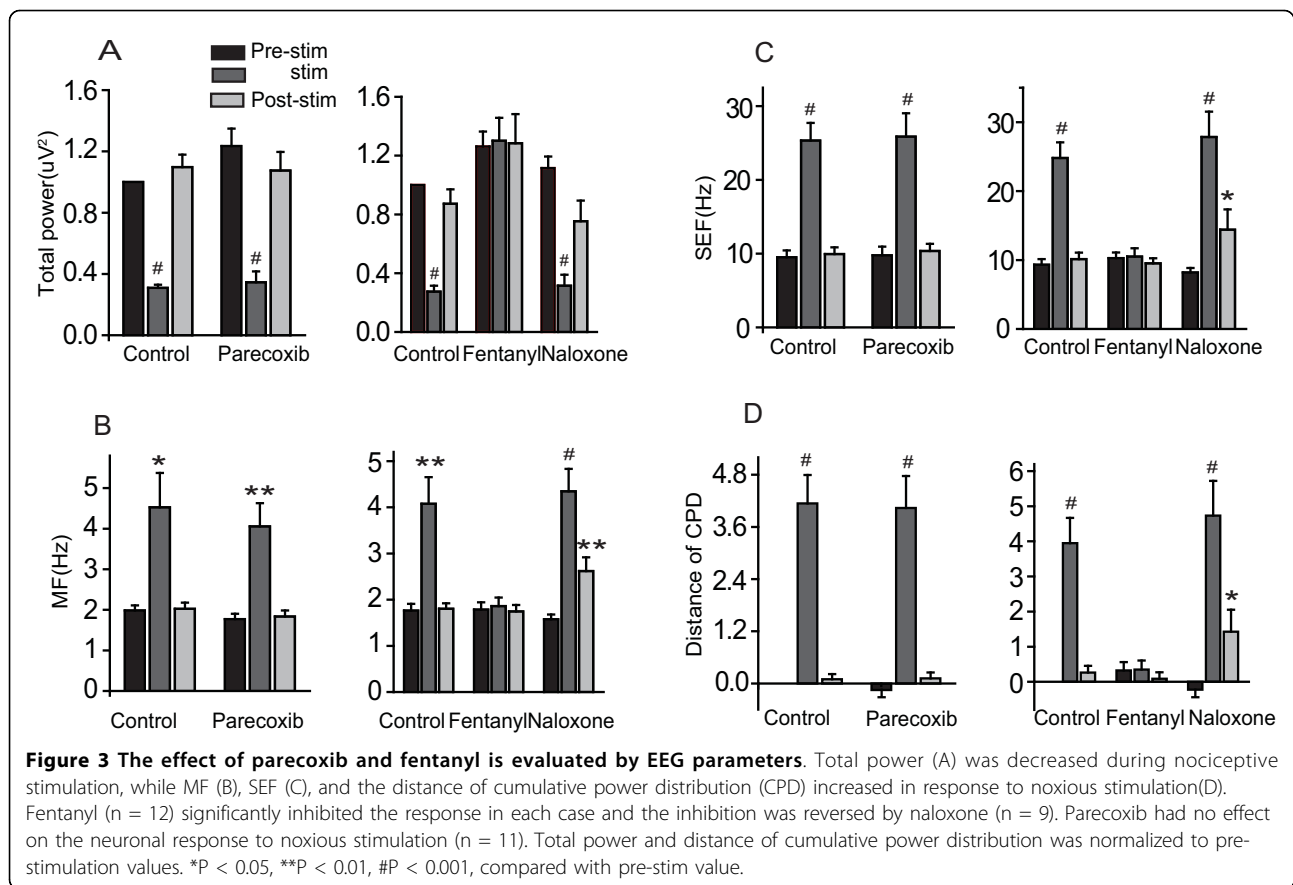 A
Pre-stim
stim
Post-stim
Total power(uV²)
1.6
1.2
0.8
0.4
0.0
#
#
Control
Parecoxib
1.6
1.2
0.8
0.4
0.0
#
#
Control
Fentanyl
Naloxone
C
SEF(Hz)
30
20
10
0
#
#
Control
Parecoxib
30
20
10
0
#
#
*
Control
Fentanyl
Naloxone
B
MF(Hz)
5
4
3
2
1
0
*
**
Control
Parecoxib
5
4
3
2
1
0
**
#
**
Control
Fentanyl
Naloxone
D
Distance of CPD
4.8
3.6
2.4
1.2
0.0
#
#
Control
Parecoxib
6
5
4
3
2
1
0
#
#
*
Control
Fentanyl
Naloxone
Figure 3 The effect of parecoxib and fentanyl is evaluated by EEG parameters. Total power (A) was decreased during nociceptive
stimulation, while MF (B), SEF (C), and the distance of cumulative power distribution (CPD) increased in response to noxious stimulation(D).
Fentanyl (n = 12) significantly inhibited the response in each case and the inhibition was reversed by naloxone (n = 9). Parecoxib had no effect
on the neuronal response to noxious stimulation (n = 11). Total power and distance of cumulative power distribution was normalized to pre-
stimulation values. *P < 0.05, **P < 0.01, #P < 0.001, compared with pre-stim value.